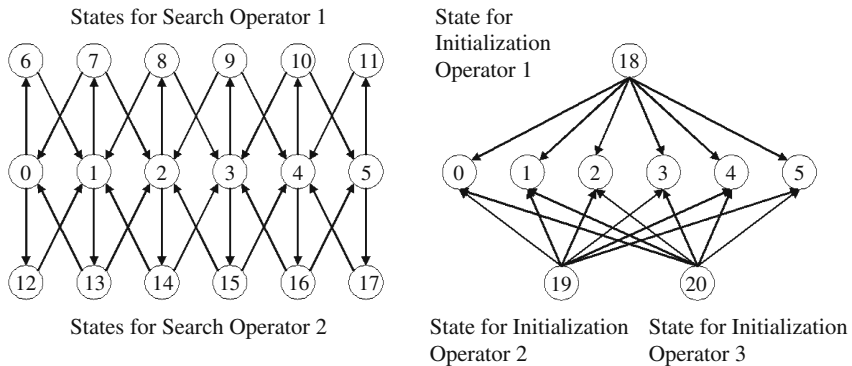 States for Search Operator 1
6 7 8 9 10 11
0 1 2 3 4 5
12 13 14 15 16 17
States for Search Operator 2
State for
Initialization
Operator 1
18
0 1 2 3 4 5
19 20
State for Initialization
Operator 2
State for Initialization
Operator 3